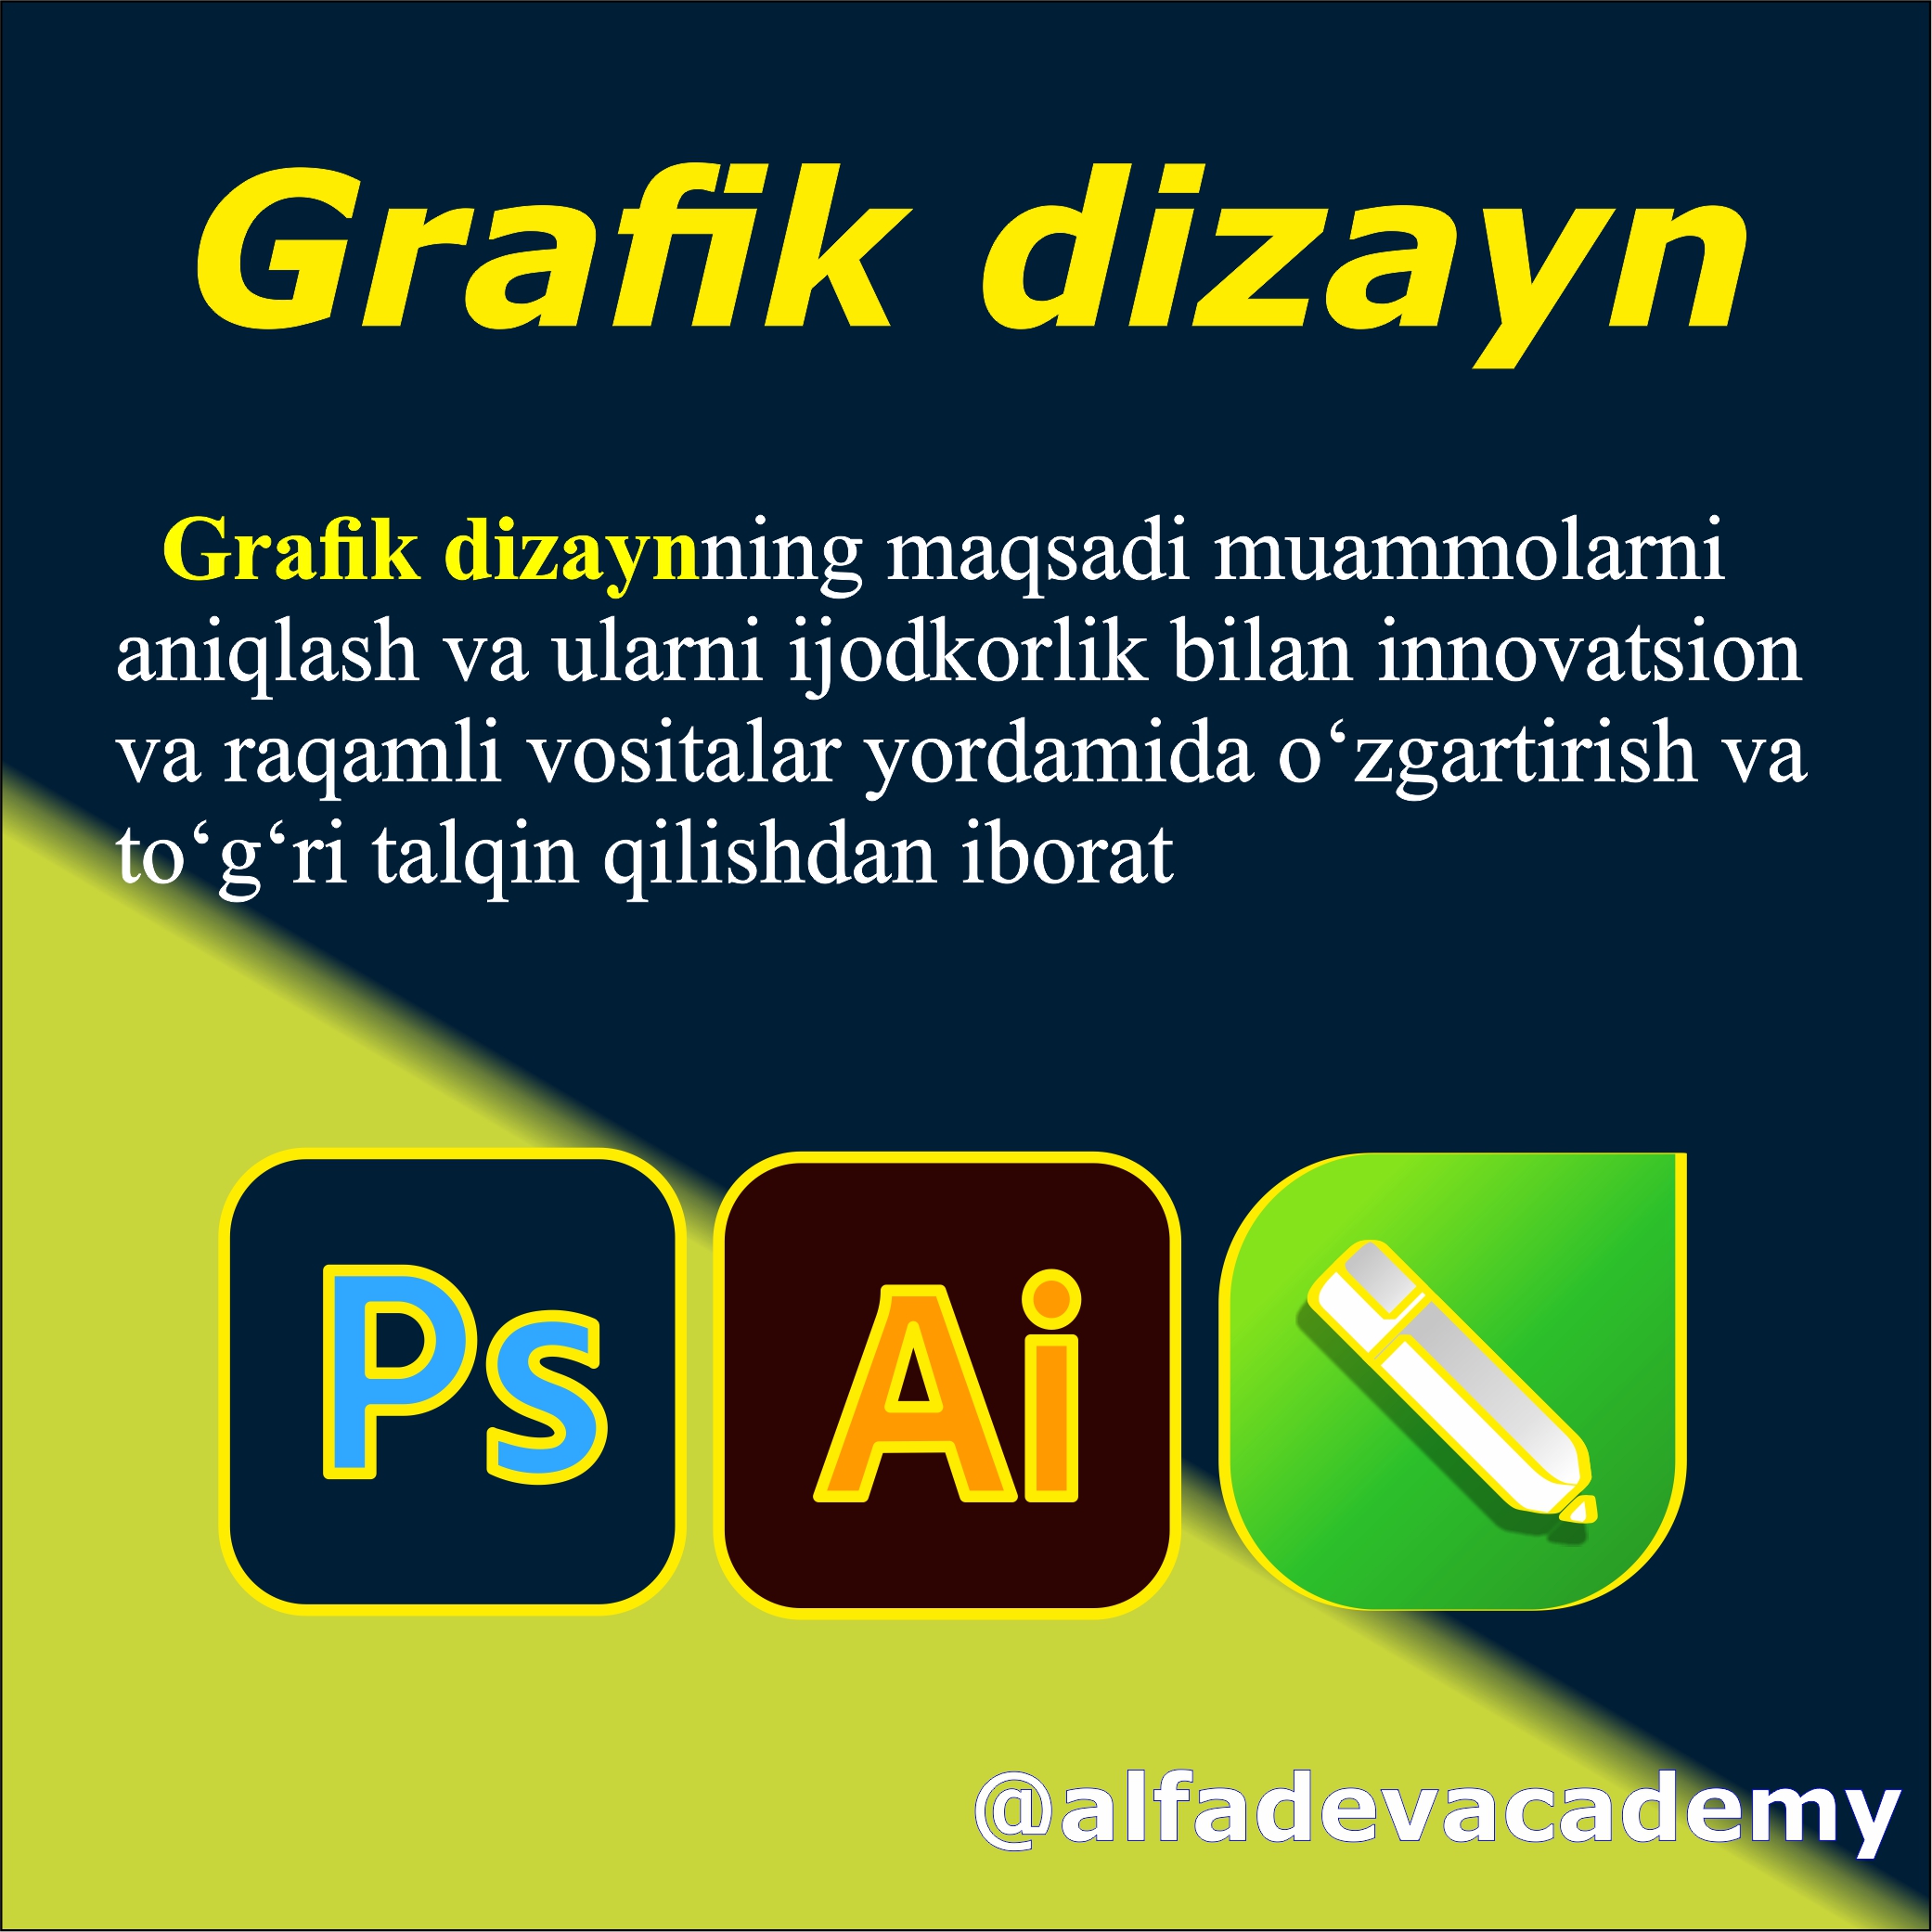 Grafik dizayn
Grafik dizaynning maqsadi muammolarni
aniqlash va ularni ijodkorlik bilan innovatsion
va raqamli vositalar yordamida o‘zgartirish va
to‘g‘ri talqin qilishdan iborat
Ps Ai
@alfadevacademy